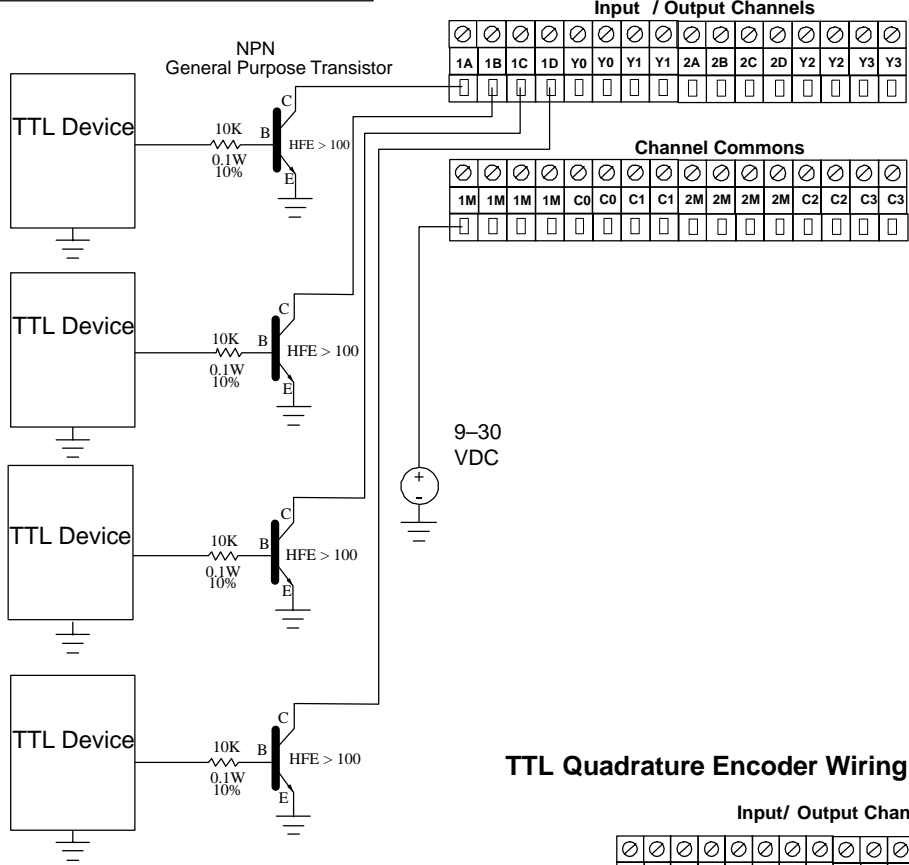 Input / Output Channels
1A 1B 1C 1D Y0 Y0 Y1 Y1 2A 2B 2C 2D Y2 Y2 Y3 Y3
NPN
General Purpose Transistor
TTL Device
10K
0.1W
10%
B
C
E
HFE > 100
Channel Commons
1M 1M 1M 1M C0 C0 C1 C1 2M 2M 2M 2M C2 C2 C3 C3
TTL Device
10K
0.1W
10%
B
C
E
HFE > 100
9–30
VDC
+
-
TTL Device
10K
0.1W
10%
B
C
E
HFE > 100
TTL Device
10K
0.1W
10%
B
C
E
HFE > 100
TTL Quadrature Encoder Wiring
Input/ Output Chan